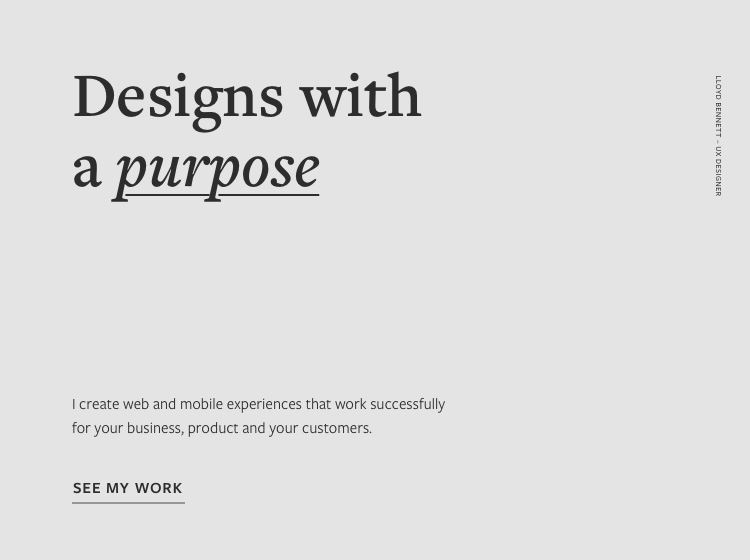 Designs with
a purpose
LLOYD BENNETT – UX DESIGNER
I create web and mobile experiences that work successfully
for your business, product and your customers.
SEE MY WORK